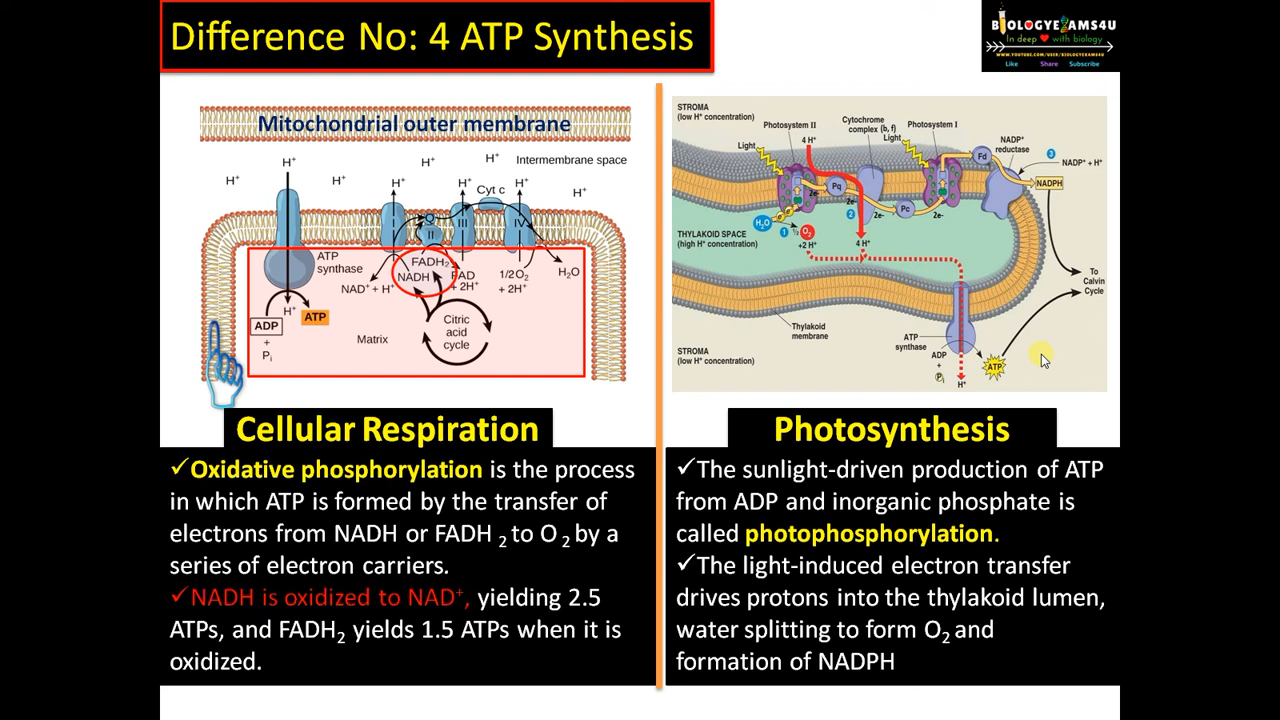 Difference No: 4 ATP Synthesis
BiOLOGYEXAMS4U
In deep ❤ with biology
WWW.YOUTUBE.COM/USER/BIOLOGYEXAMS4U
Like Share Subscribe
Mitochondrial outer membrane
H⁺ H⁺ H⁺ Intermembrane space
H⁺ H⁺ H⁺ H⁺ Cyt c H⁺ H⁺
I Q II III IV
ATP
synthase
FADH₂
NADH
FAD
+ 2H⁺
NAD⁺ + H⁺
1/2O₂
+ 2H⁺
H₂O
H⁺
ATP
ADP
+
Pi
Matrix
Citric
acid
cycle
STROMA
(low H⁺ concentration)
Photosystem II
Cytochrome
complex (b, f)
Photosystem I
Light
4 H⁺
Light
NADP⁺
reductase
Fd
3
NADP⁺ + H⁺
NADPH
Pq
2e-
2e-
2
Pc
2e-
2e-
H₂O
e⁻
e⁻
1
½
O₂
+2 H⁺
4 H⁺
THYLAKOID SPACE
(high H⁺ concentration)
To
Calvin
Cycle
Thylakoid
membrane
STROMA
(low H⁺ concentration)
ATP
synthase
ADP
+
Pi
ATP
H⁺
Cellular Respiration
✓Oxidative phosphorylation is the process
in which ATP is formed by the transfer of
electrons from NADH or FADH ₂ to O ₂ by a
series of electron carriers.
✓NADH is oxidized to NAD⁺, yielding 2.5
ATPs, and FADH₂ yields 1.5 ATPs when it is
oxidized.
Photosynthesis
✓The sunlight-driven production of ATP
from ADP and inorganic phosphate is
called photophosphorylation.
✓The light-induced electron transfer
drives protons into the thylakoid lumen,
water splitting to form O₂ and
formation of NADPH